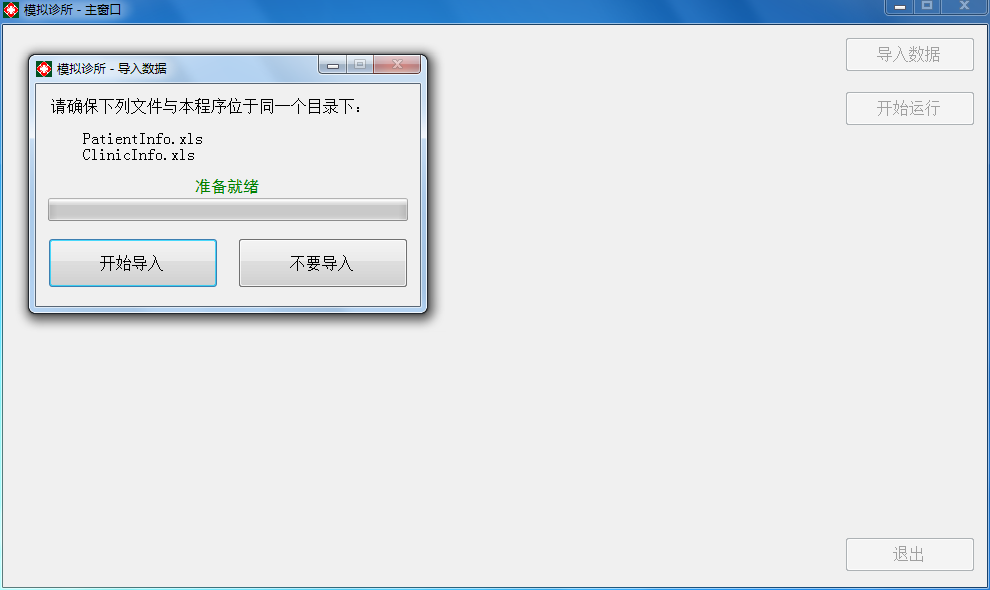 模拟诊所 - 主窗口
导入数据
开始运行
模拟诊所 - 导入数据
请确保下列文件与本程序位于同一个目录下:
PatientInfo.xls
ClinicInfo.xls
准备就绪
开始导入
不要导入
退出